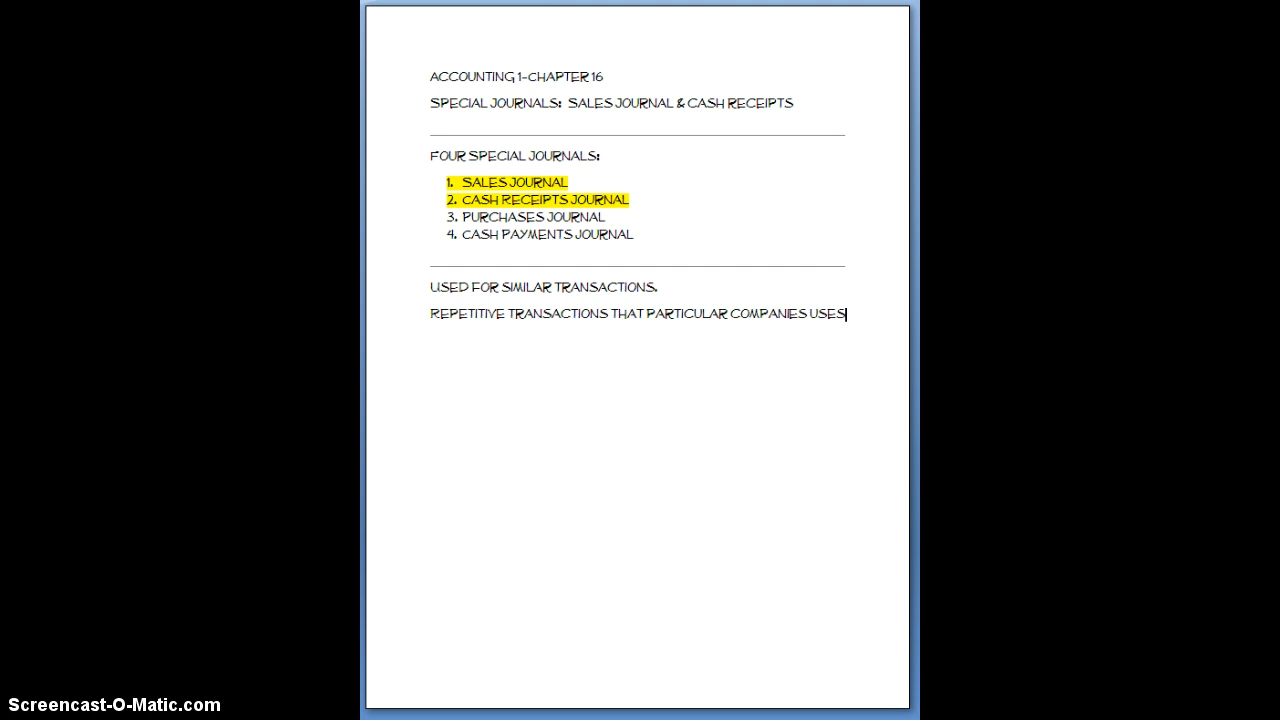 ACCOUNTING 1-CHAPTER 16
SPECIAL JOURNALS: SALES JOURNAL & CASH RECEIPTS
FOUR SPECIAL JOURNALS:
1. SALES JOURNAL
2. CASH RECEIPTS JOURNAL
3. PURCHASES JOURNAL
4. CASH PAYMENTS JOURNAL
USED FOR SIMILAR TRANSACTIONS.
REPETITIVE TRANSACTIONS THAT PARTICULAR COMPANIES USES
Screencast-O-Matic.com